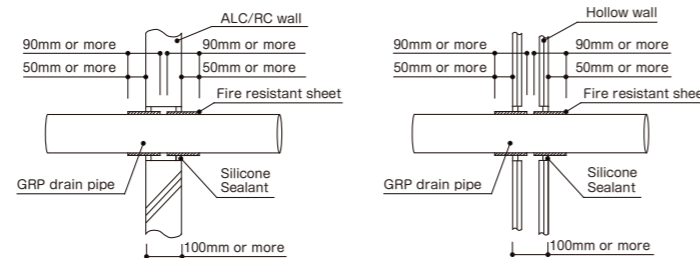 ALC/RC wall
90mm or more
90mm or more
50mm or more
50mm or more
Fire resistant sheet
GRP drain pipe
Silicone
Sealant
100mm or more
Hollow wall
90mm or more
90mm or more
50mm or more
50mm or more
Fire resistant shee
GRP drain pipe
Silicone
Sealant
100mm or more